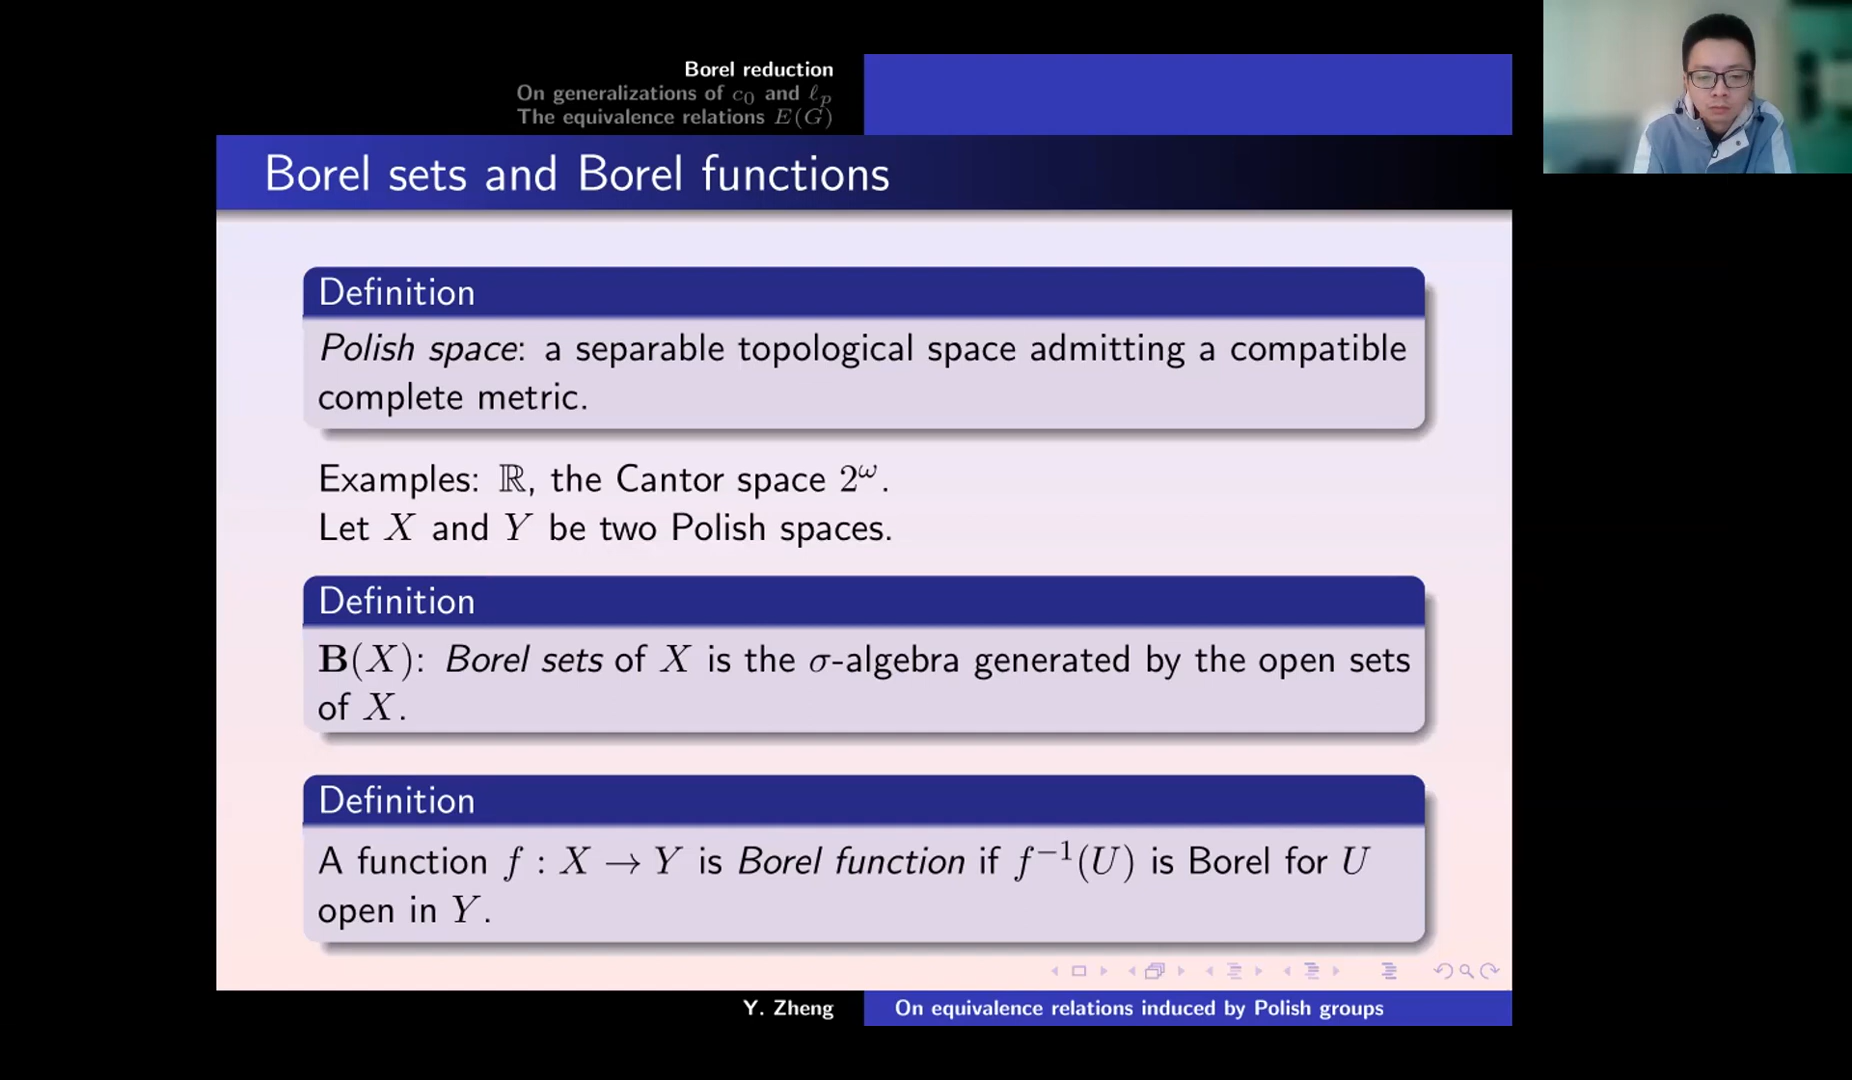 Borel reduction
On generalizations of c₀ and ℓₚ
The equivalence relations E(G)
Borel sets and Borel functions
Definition
Polish space: a separable topological space admitting a compatible
complete metric.
Examples: ℝ, the Cantor space 2^ω.
Let X and Y be two Polish spaces.
Definition
B(X): Borel sets of X is the σ-algebra generated by the open sets
of X.
Definition
A function f : X → Y is Borel function if f⁻¹(U) is Borel for U
open in Y.
Y. Zheng
On equivalence relations induced by Polish groups